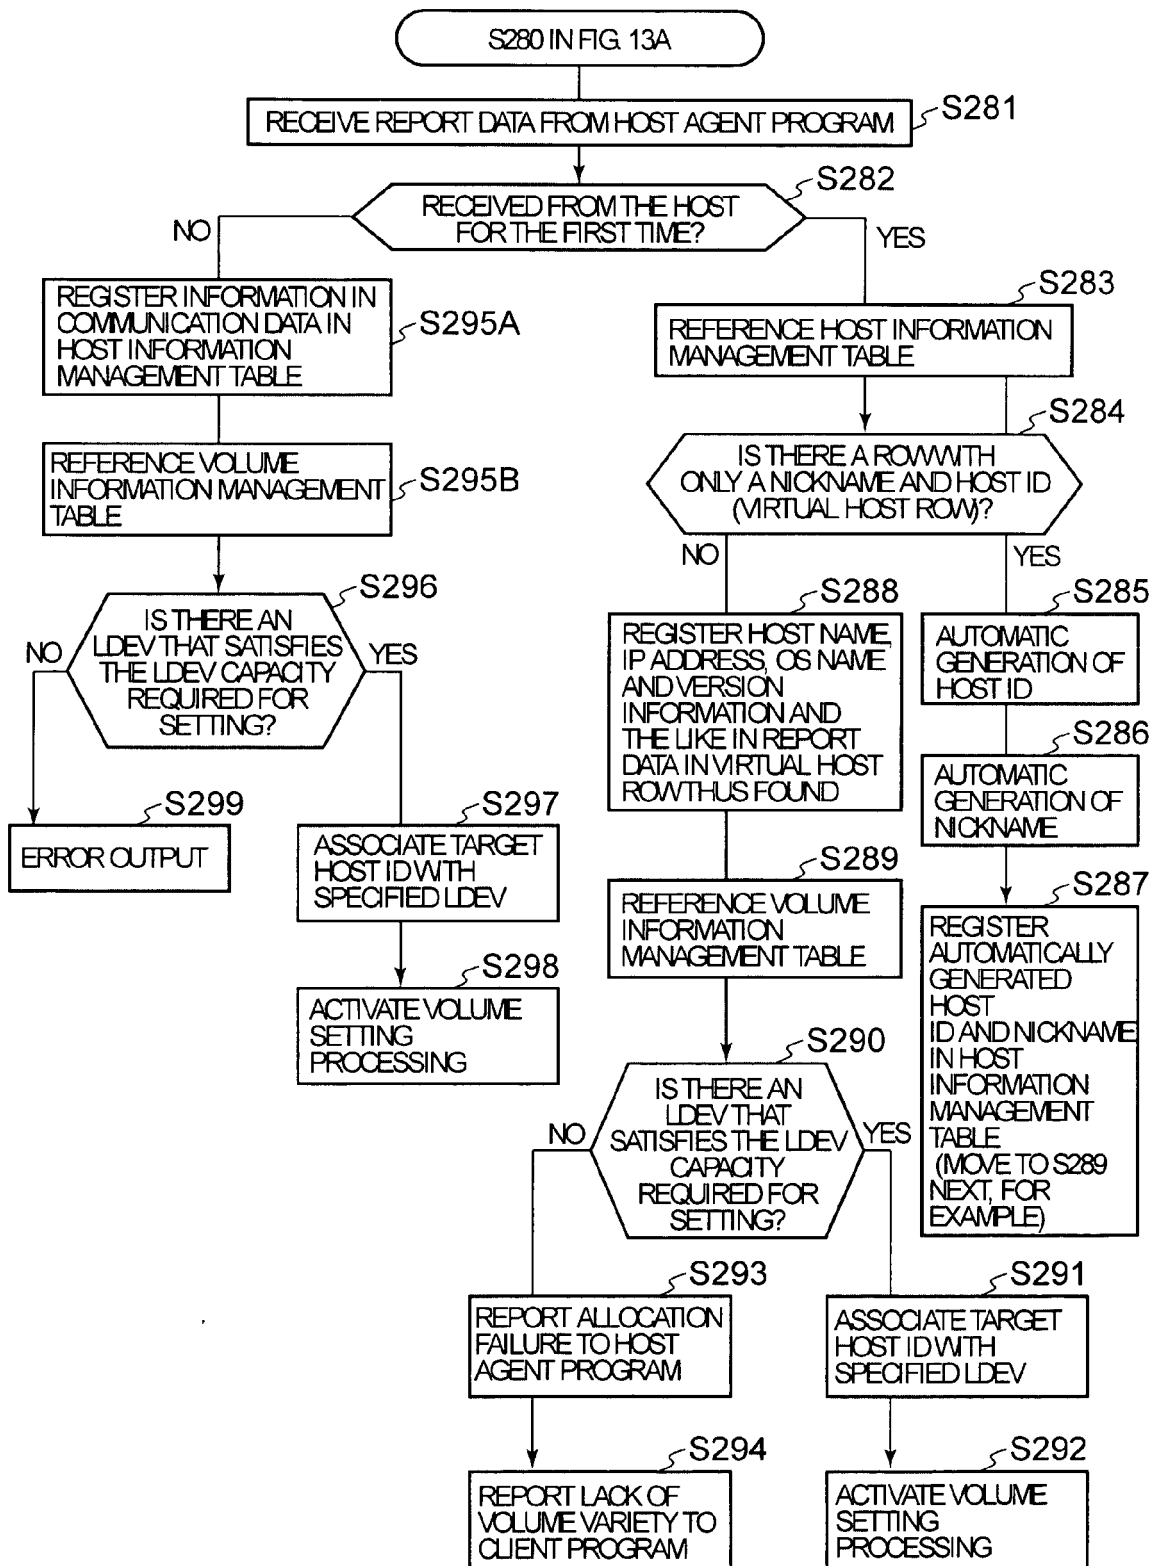 S280 IN FIG. 13A
S281
RECEIVE REPORT DATA FROM HOST AGENT PROGRAM
S282
RECEIVED FROM THE HOST
FOR THE FIRST TIME?
NO
YES
REGISTER INFORMATION IN
COMMUNICATION DATA IN
HOST INFORMATION
MANAGEMENT TABLE
S295A
S283
REFERENCE HOST INFORMATION
MANAGEMENT TABLE
REFERENCE VOLUME
INFORMATION MANAGEMENT
TABLE
S295B
S284
IS THERE A ROW WITH
ONLY A NICKNAME AND HOST ID
(VIRTUAL HOST ROW)?
NO
YES
S296
IS THERE AN
LDEV THAT SATISFIES
THE LDEV CAPACITY
REQUIRED FOR
SETTING?
NO
YES
S288
REGISTER HOST NAME,
IP ADDRESS, OS NAME
AND VERSION
INFORMATION AND
THE LIKE IN REPORT
DATA IN VIRTUAL HOST
ROW THUS FOUND
S285
AUTOMATIC
GENERATION OF
HOST ID
S286
AUTOMATIC
GENERATION OF
NICKNAME
S299
ERROR OUTPUT
S297
ASSOCIATE TARGET
HOST ID WITH
SPECIFIED LDEV
S289
REFERENCE VOLUME
INFORMATION
MANAGEMENT TABLE
S287
REGISTER
AUTOMATICALLY
GENERATED
HOST
ID AND NICKNAME
IN HOST
INFORMATION
MANAGEMENT
TABLE
(MOVE TO S289
NEXT, FOR
EXAMPLE)
S298
ACTIVATE VOLUME
SETTING
PROCESSING
S290
IS THERE AN
LDEV THAT
SATISFIES THE LDEV
CAPACITY
REQUIRED FOR
SETTING?
NO
YES
S293
REPORT ALLOCATION
FAILURE TO HOST
AGENT PROGRAM
S291
ASSOCIATE TARGET
HOST ID WITH
SPECIFIED LDEV
S294
REPORT LACK OF
VOLUME VARIETY TO
CLIENT PROGRAM
S292
ACTIVATE VOLUME
SETTING
PROCESSING